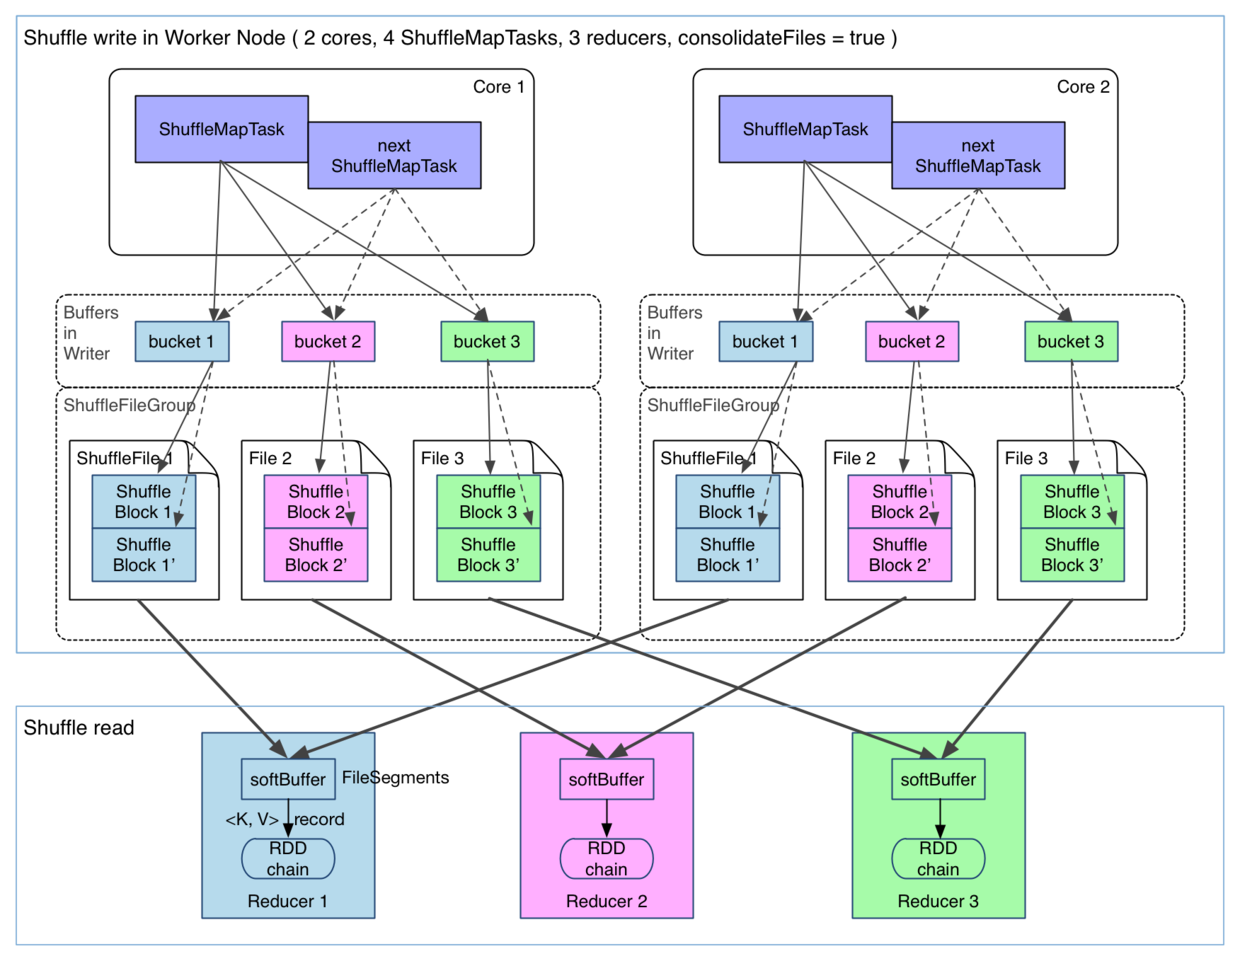 Shuffle write in Worker Node ( 2 cores, 4 ShuffleMapTasks, 3 reducers, consolidateFiles = true )
Core 1
ShuffleMapTask
next
ShuffleMapTask
Core 2
ShuffleMapTask
next
ShuffleMapTask
Buffers
in
Writer
bucket 1
bucket 2
bucket 3
Buffers
in
Writer
bucket 1
bucket 2
bucket 3
ShuffleFileGroup
ShuffleFile 1
Shuffle
Block 1
Shuffle
Block 1’
File 2
Shuffle
Block 2
Shuffle
Block 2’
File 3
Shuffle
Block 3
Shuffle
Block 3’
ShuffleFileGroup
ShuffleFile 1
Shuffle
Block 1
Shuffle
Block 1’
File 2
Shuffle
Block 2
Shuffle
Block 2’
File 3
Shuffle
Block 3
Shuffle
Block 3’
Shuffle read
softBuffer
FileSegments
<K, V> record
RDD
chain
Reducer 1
softBuffer
RDD
chain
Reducer 2
softBuffer
RDD
chain
Reducer 3